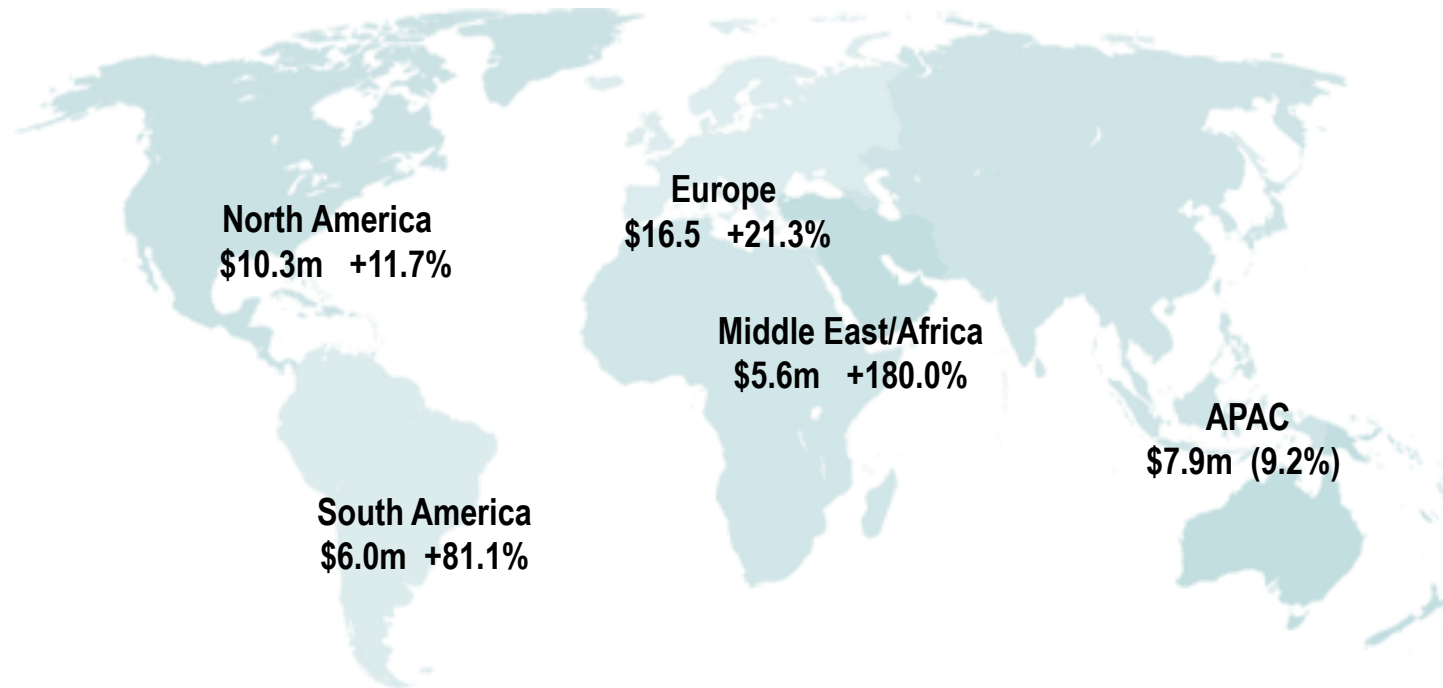 North America
$10.3m +11.7%
Europe
$16.5 +21.3%
Middle East/Africa
$5.6m +180.0%
APAC
$7.9m (9.2%)
South America
$6.0m +81.1%